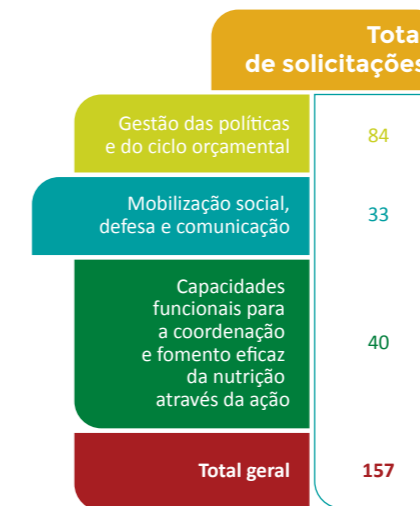 Tota
de solicitações
Gestão das políticas
e do ciclo orçamental
84
Mobilização social,
defesa e comunicação
33
Capacidades
funcionais para
a coordenação
e fomento eficaz
da nutrição
através da ação
40
Total geral
157